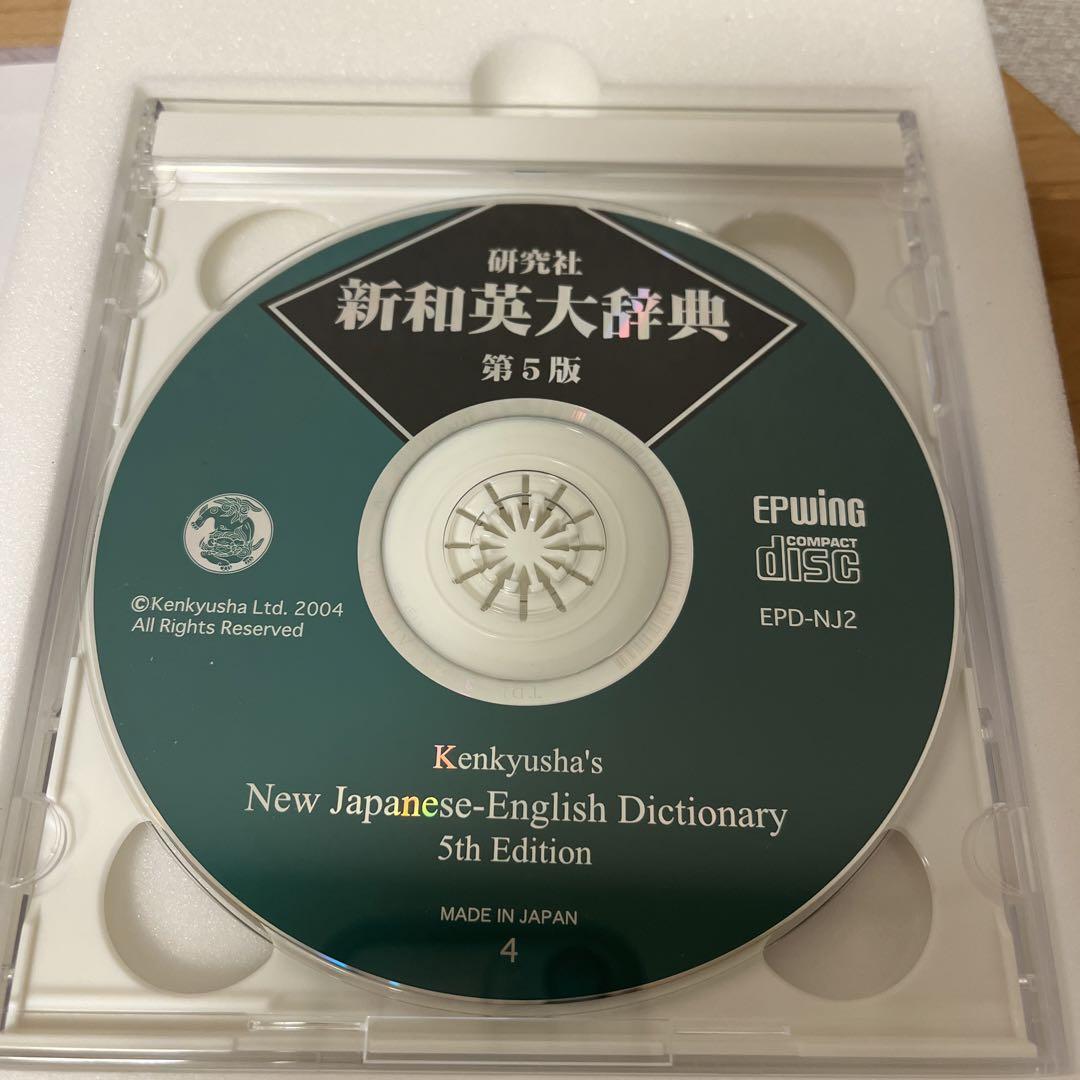 研究社
新和英大辞典
第5版
EPWING
COMPACT
disc
EPD-NJ2
©Kenkyusha Ltd. 2004
All Rights Reserved
Kenkyusha's
New Japanese-English Dictionary
5th Edition
MADE IN JAPAN
4